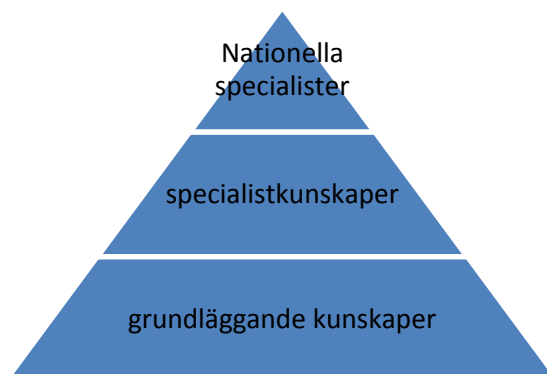 Nationella
specialister
specialistkunskaper
grundläggande kunskaper